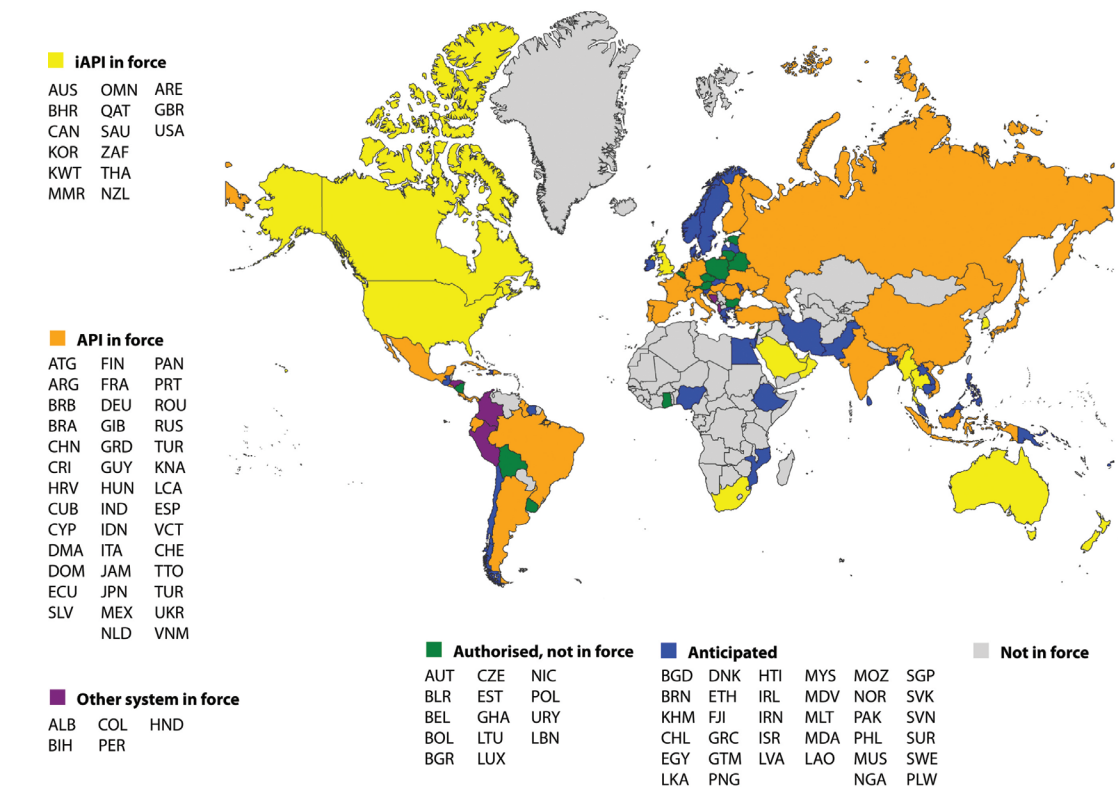 iAPI in force
AUS OMN ARE
BHR QAT GBR
CAN SAU USA
KOR ZAF
KWT THA
MMR NZL
API in force
ATG FIN PAN
ARG FRA PRT
BRB DEU ROU
BRA GIB RUS
CHN GRD TUR
CRI GUY KNA
HRV HUN LCA
CUB IND ESP
CYP IDN VCT
DMA ITA CHE
DOM JAM TTO
ECU JPN TUR
SLV MEX UKR
NLD VNM
Other system in force
ALB COL HND
BIH PER
Authorised, not in force
AUT CZE NIC
BLR EST POL
BEL GHA URY
BOL LTU LBN
BGR LUX
Anticipated
BGD DNK HTI MYS MOZ SGP
BRN ETH IRL MDV NOR SVK
KHM FJI IRN MLT PAK SVN
CHL GRC ISR MDA PHL SUR
EGY GTM LVA LAO MUS SWE
LKA PNG NGA PLW
Not in force